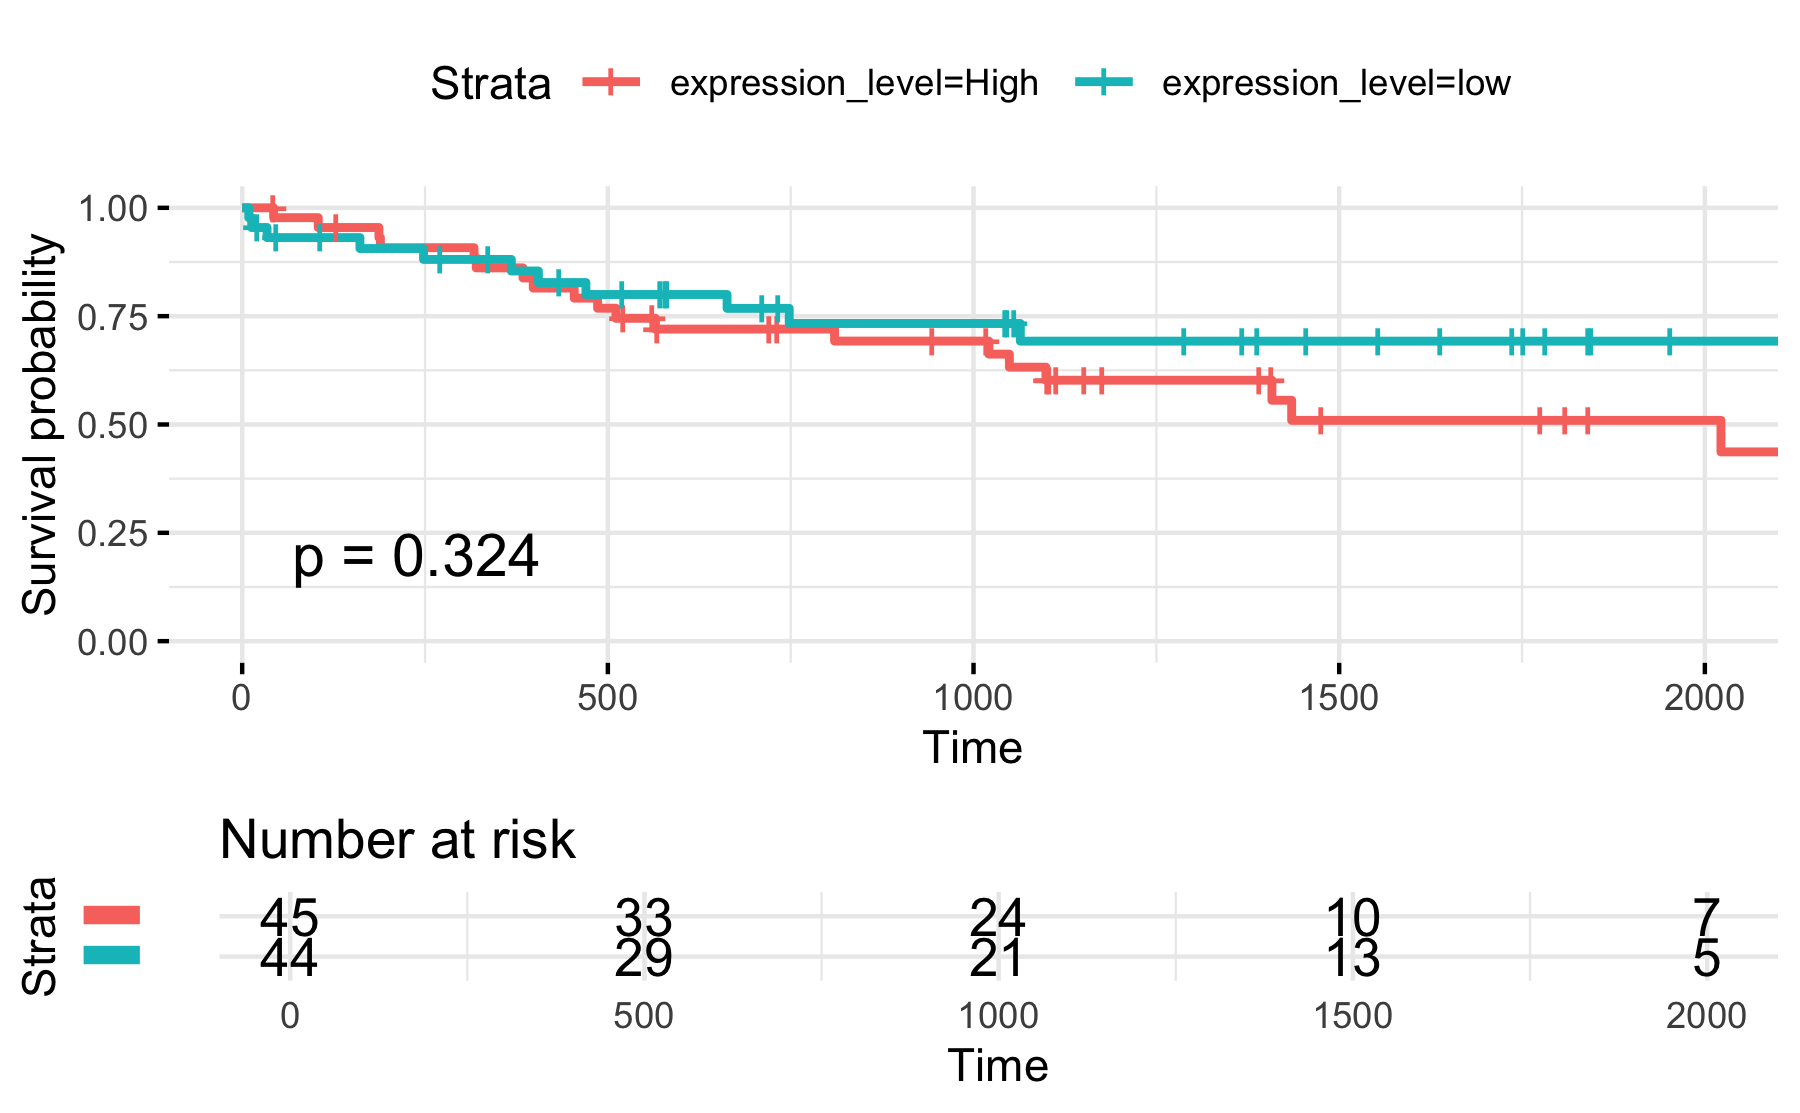 Strata expression_level=High expression_level=low
Survival probability
1.00
0.75
0.50
0.25
0.00
p = 0.324
0 500 1000 1500 2000
Time
Number at risk
Strata
45 33 24 10 7
44 29 21 13 5
0 500 1000 1500 2000
Time